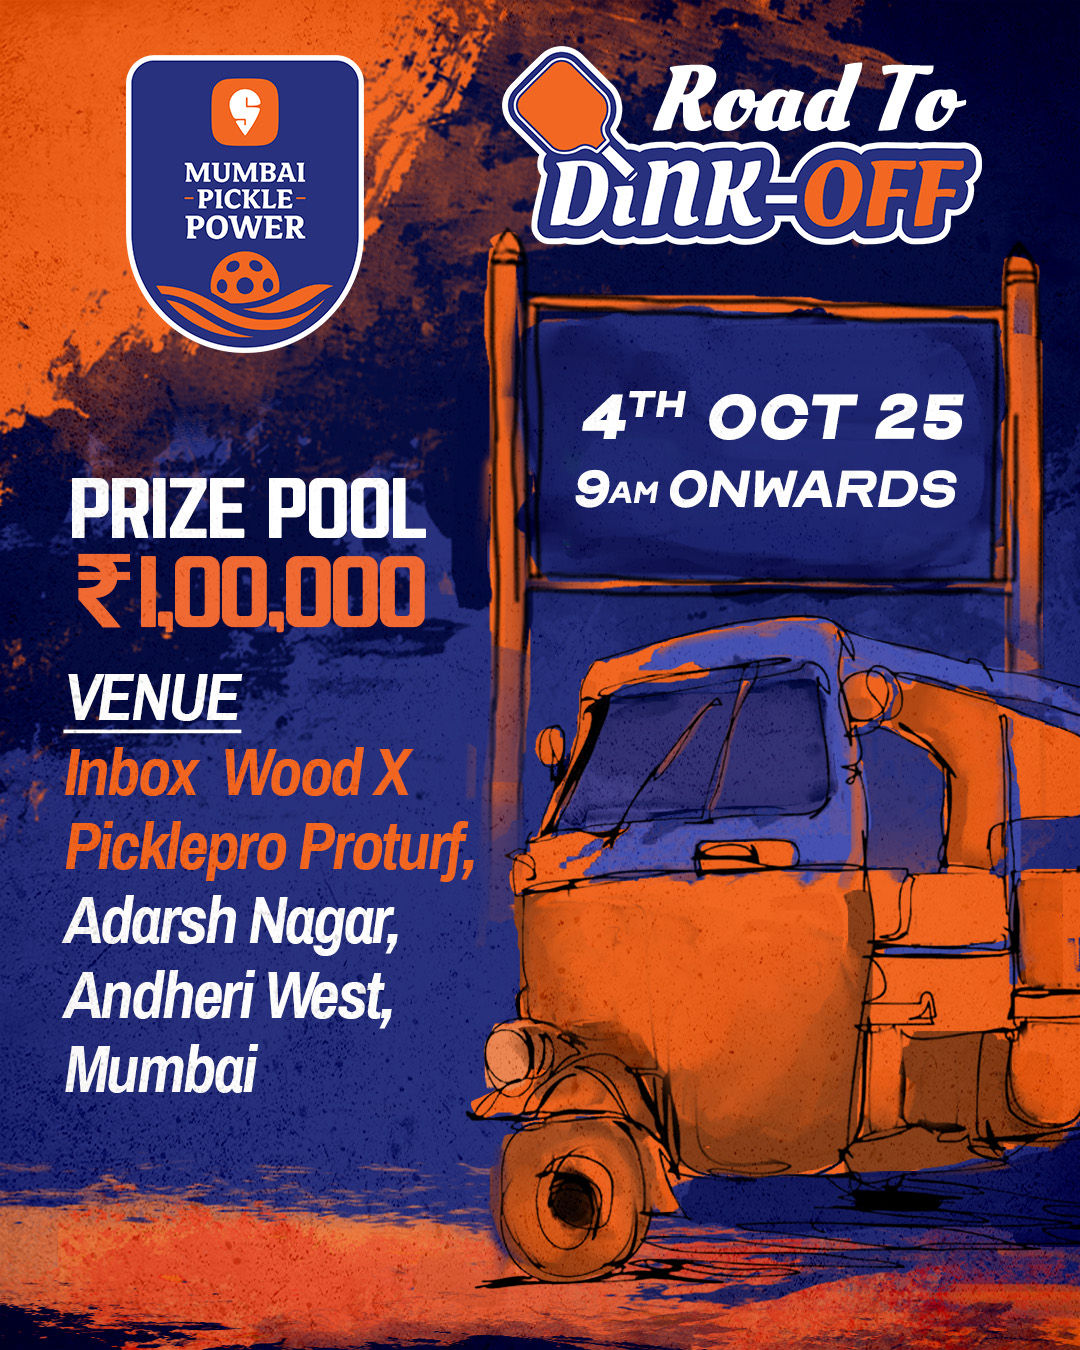 MUMBAI
-PICKLE-
POWER
Road To
DiNK-OFF
4TH OCT 25
9AM ONWARDS
PRIZE POOL
₹1,00,000
VENUE
Inbox Wood X
Picklepro Proturf,
Adarsh Nagar,
Andheri West,
Mumbai